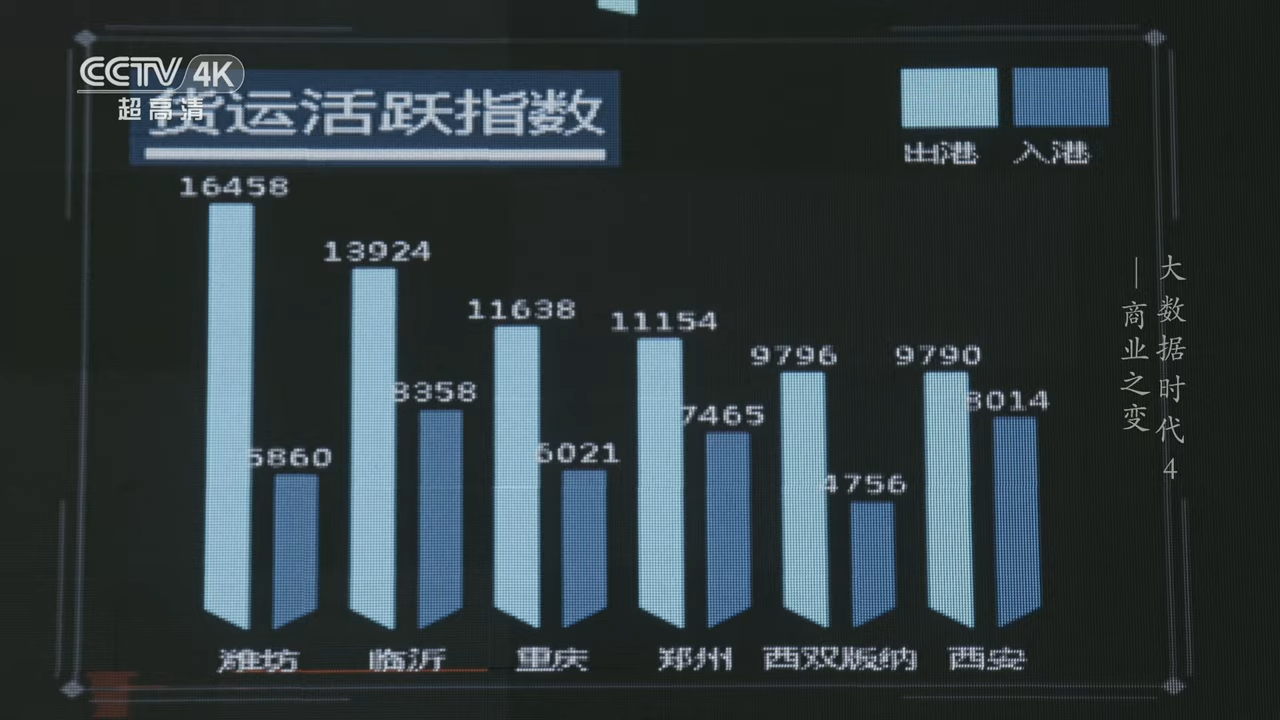 CCTV 4K
超高清
货运活跃指数
出港 入港
16458
13924
11638
11154
9796
9790
8358
8014
7465
5860
6021
4756
潍坊 临沂 重庆 郑州 西双版纳 西安
大数据时代4
—商业之变